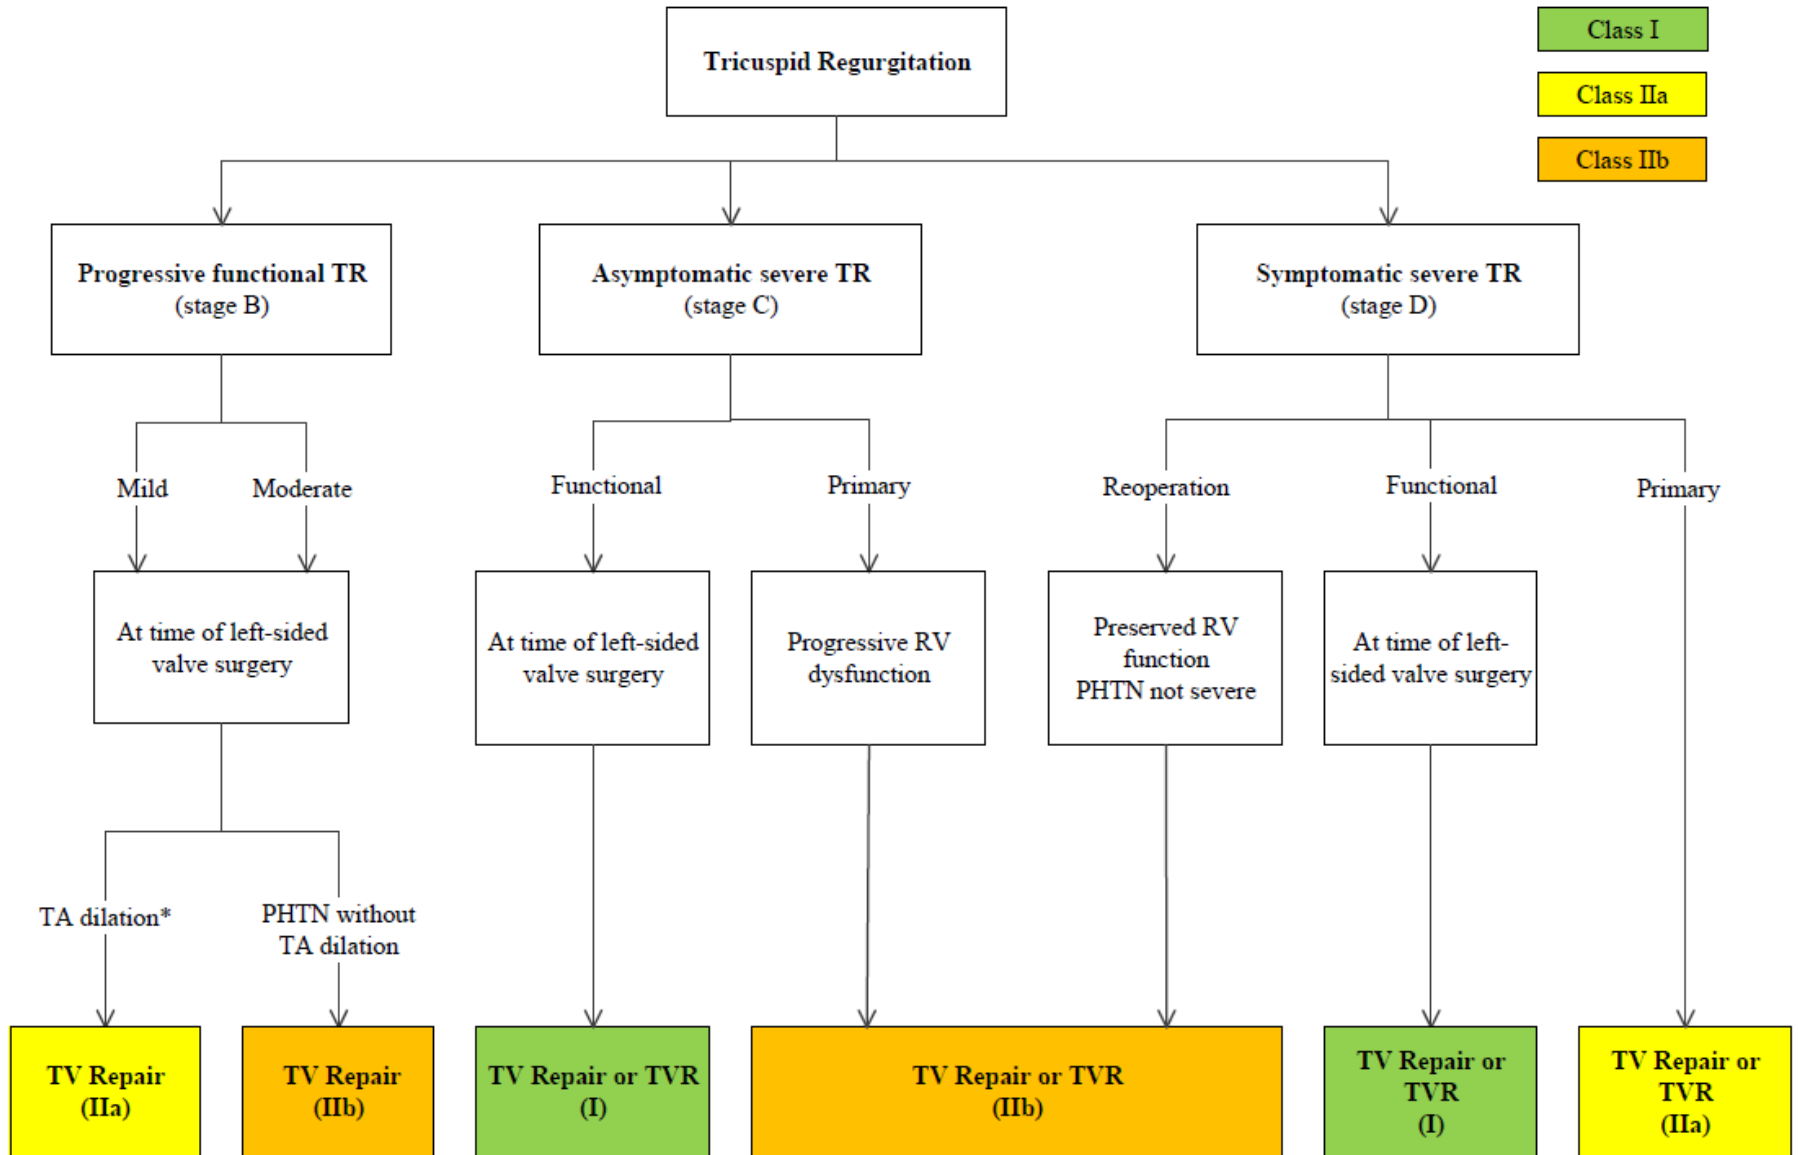 Tricuspid Regurgitation
Class I
Class IIa
Class IIb
Progressive functional TR
(stage B)
Asymptomatic severe TR
(stage C)
Symptomatic severe TR
(stage D)
Mild
Moderate
Functional
Primary
Reoperation
Functional
Primary
At time of left-sided
valve surgery
At time of left-sided
valve surgery
Progressive RV
dysfunction
Preserved RV
function
PHTN not severe
At time of left-
sided valve surgery
TA dilation*
PHTN without
TA dilation
TV Repair
(IIa)
TV Repair
(IIb)
TV Repair or TVR
(I)
TV Repair or TVR
(IIb)
TV Repair or
TVR
(I)
TV Repair or
TVR
(IIa)